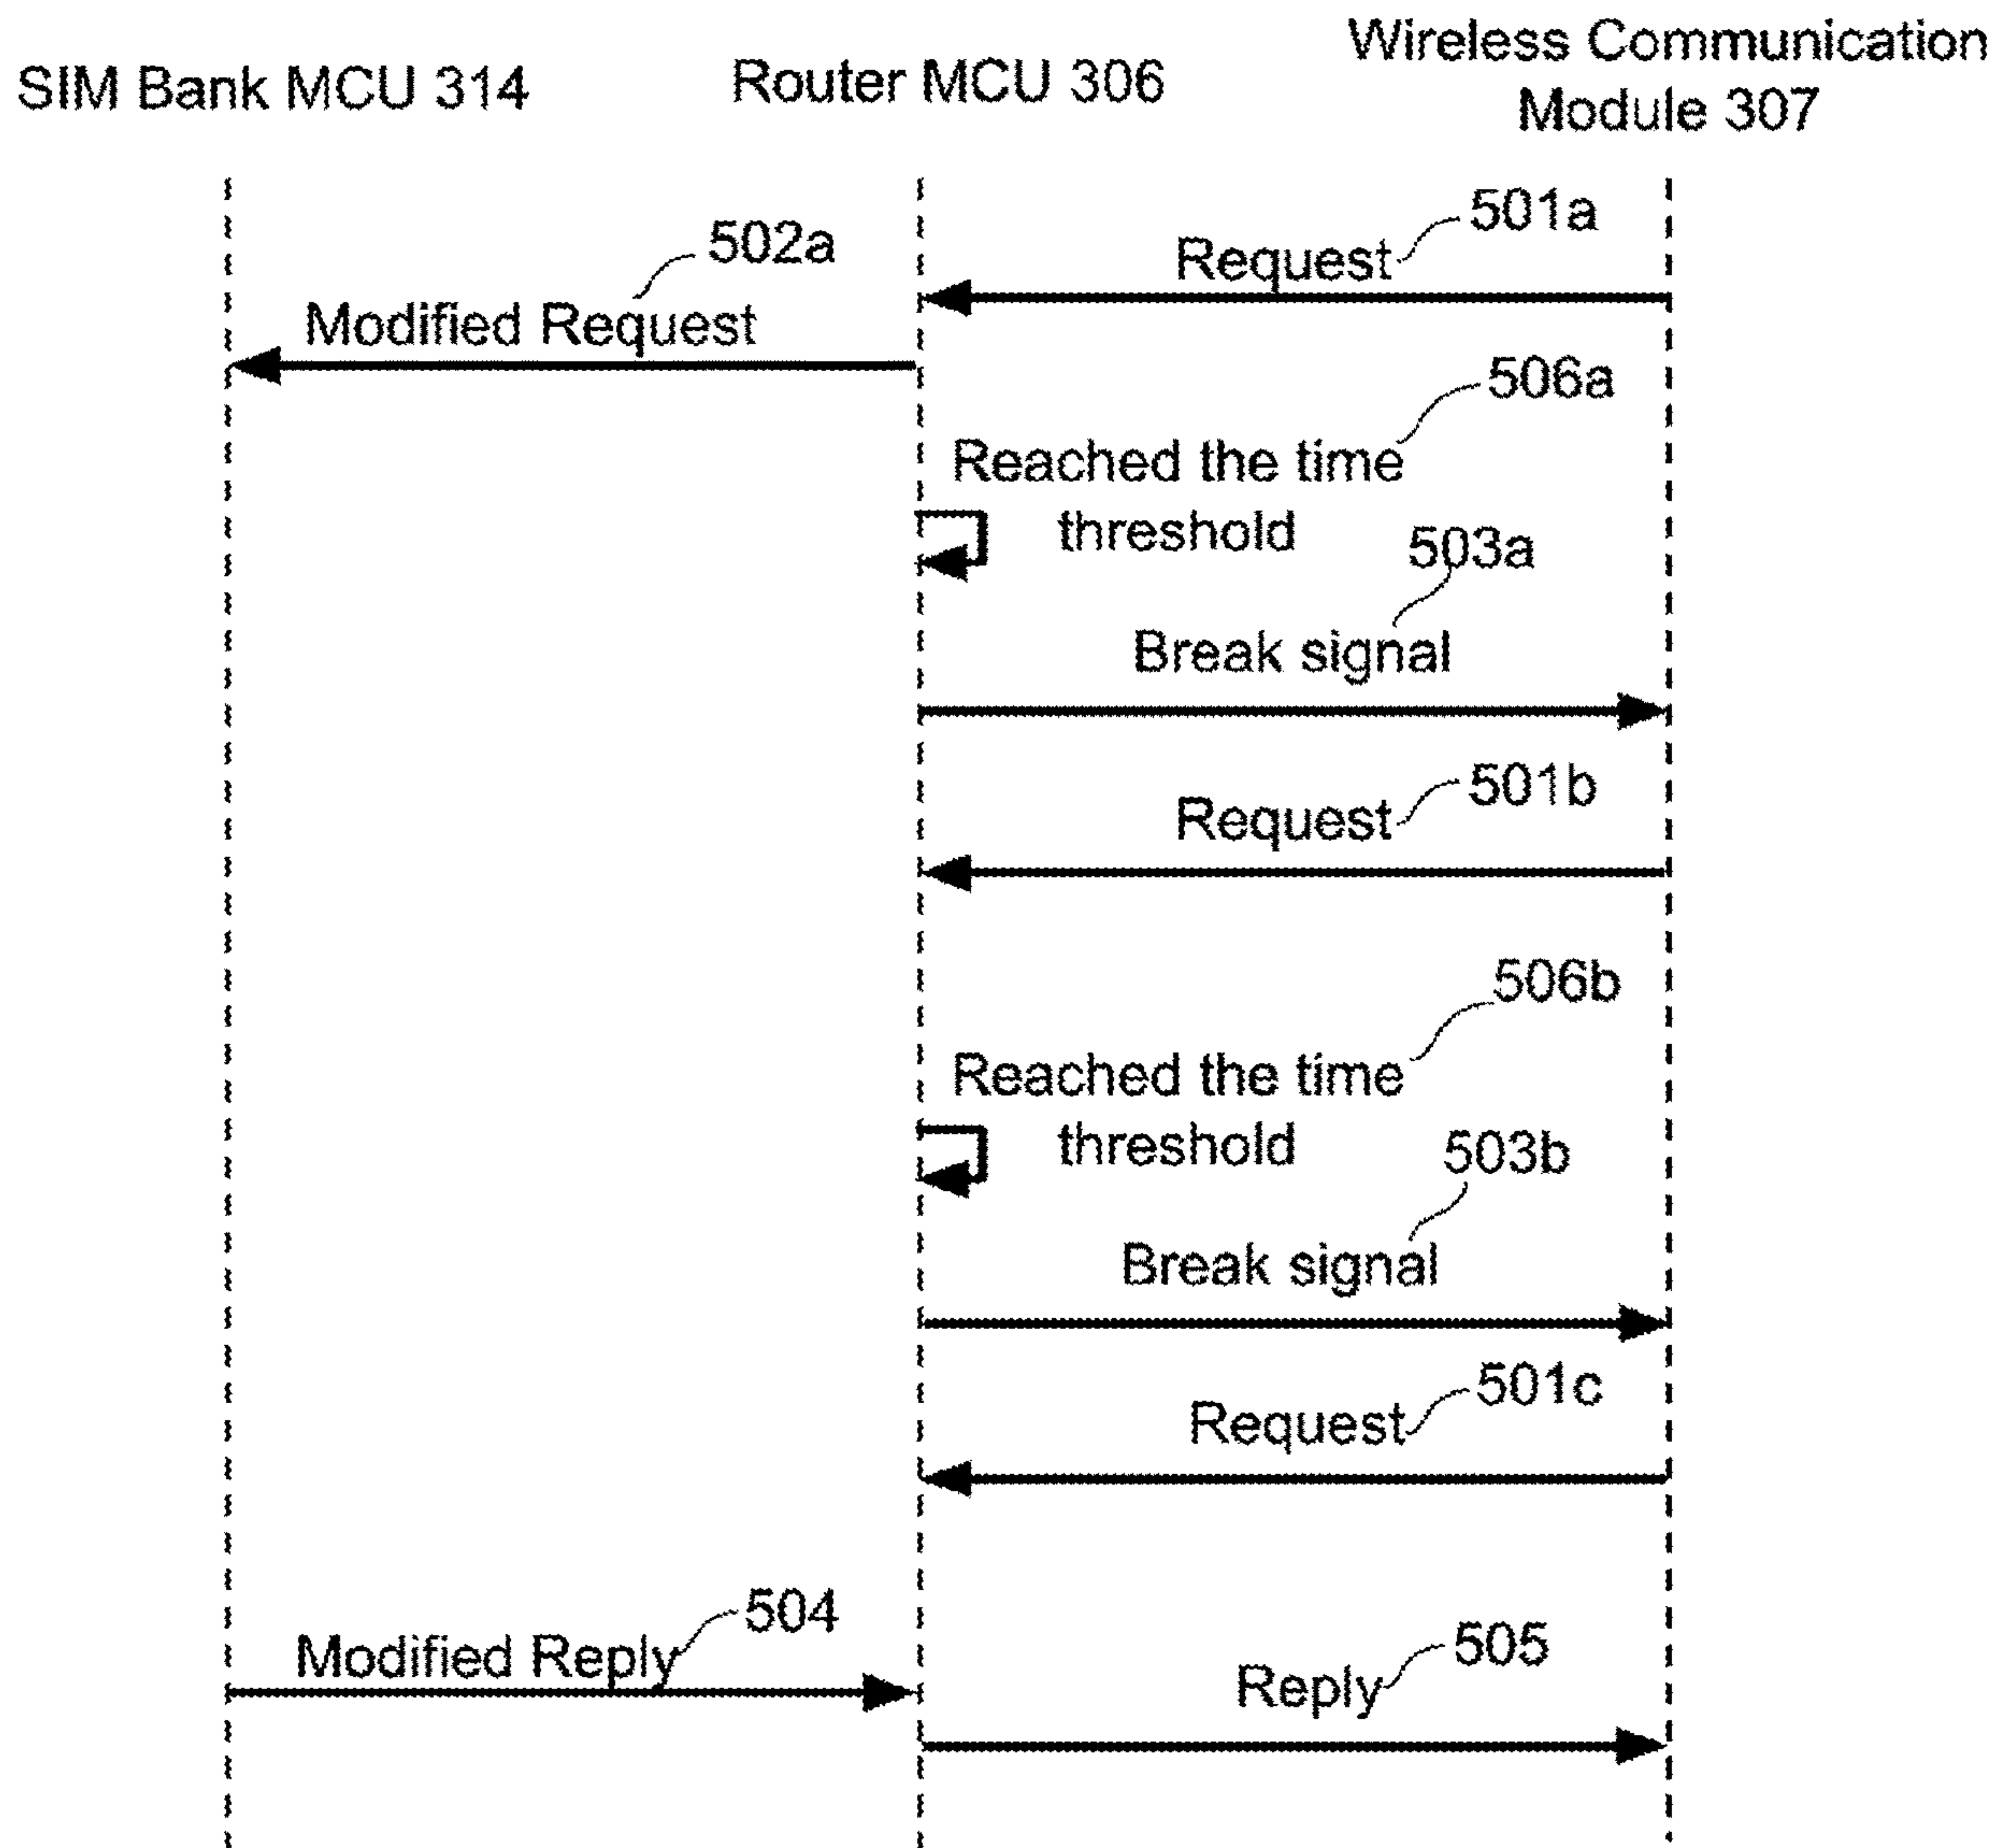 SIM Bank MCU 314
Router MCU 306
Wireless Communication
Module 307
501a
Request
502a
Modified Request
506a
Reached the time
threshold
503a
Break signal
501b
Request
506b
Reached the time
threshold
503b
Break signal
501c
Request
504
Modified Reply
505
Reply